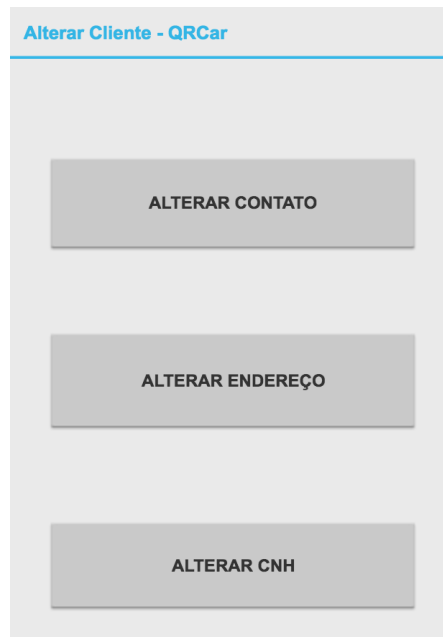 Alterar Cliente - QRCar
ALTERAR CONTATO
ALTERAR ENDEREÇO
ALTERAR CNH